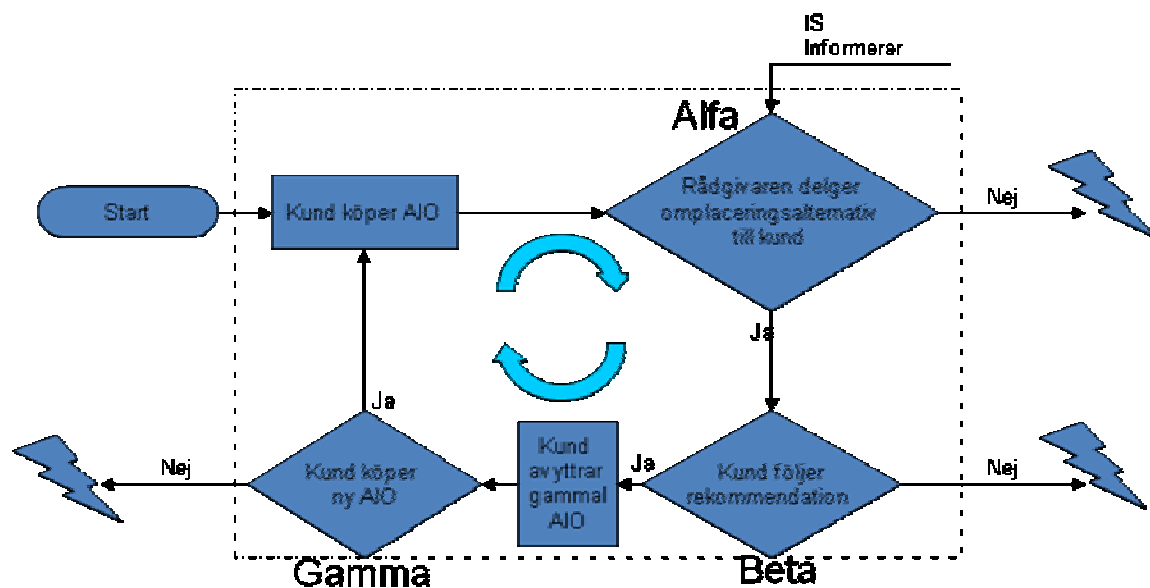 IS
Informerar
Alfa
Start
Kund köper AIO
Rådgivaren delger
omplaceringsalternativ
till kund
Nej
Ja
Ja
Kund köper
ny AIO
Nej
Kund
avyttrar
gammal
AIO
Ja
Kund följer
rekommendation
Nej
Gamma
Beta